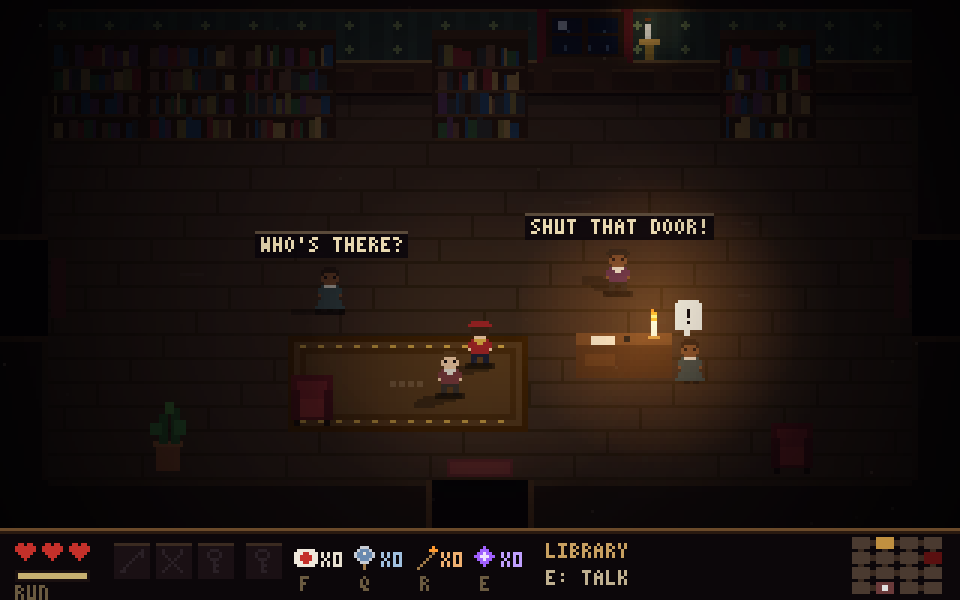 SHUT THAT DOOR!
WHO'S THERE?
!
X0 X0 X0 X0
F Q R E
LIBRARY
E: TALK
RUN